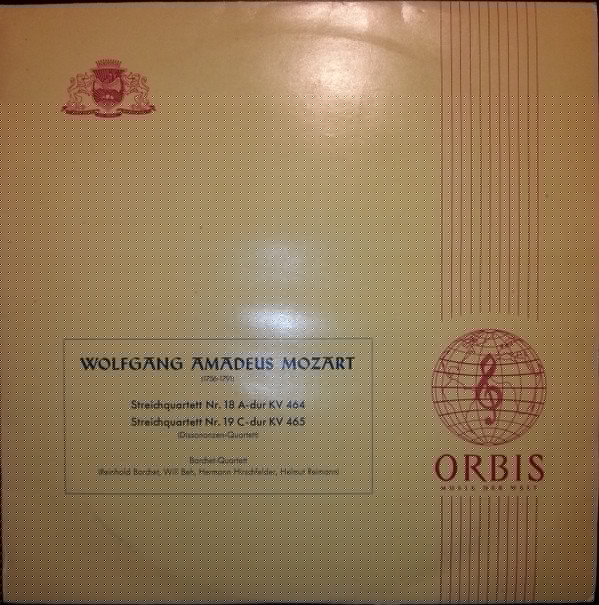 WOLFGANG AMADEUS MOZART
(1756-1791)
Streichquartett Nr. 18 A-dur KV 464
Streichquartett Nr. 19 C-dur KV 465
(Dissonanzen-Quartett)
Barchet-Quartett
(Reinhold Barchet, Will Beh, Hermann Hirschfelder, Helmut Reimann)
ORBIS
MUSIK DER WELT